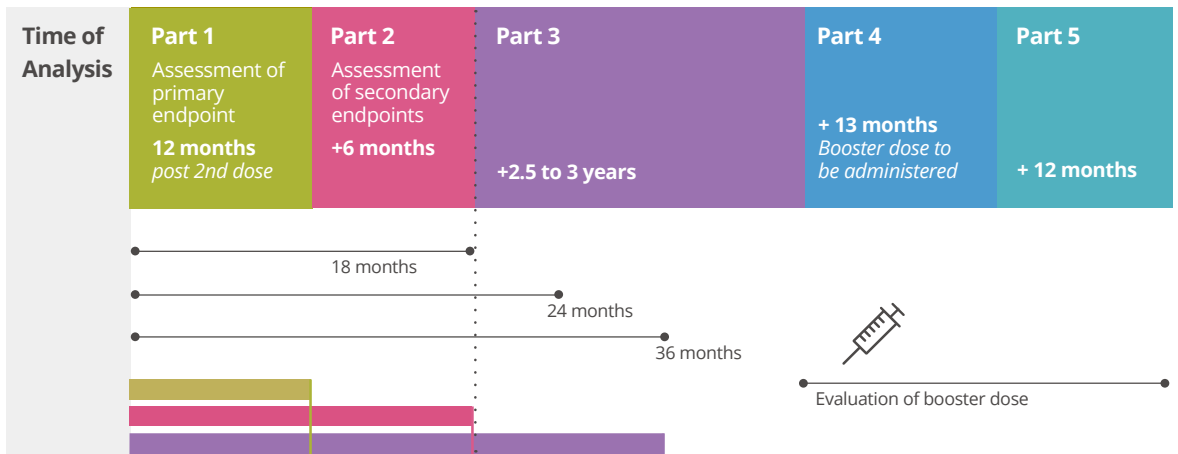 Time of
Analysis
Part 1
Assessment of
primary
endpoint
12 months
post 2nd dose
Part 2
Assessment
of secondary
endpoints
+6 months
Part 3
+2.5 to 3 years
Part 4
+ 13 months
Booster dose to
be administered
Part 5
+ 12 months
18 months
24 months
36 months
Evaluation of booster dose